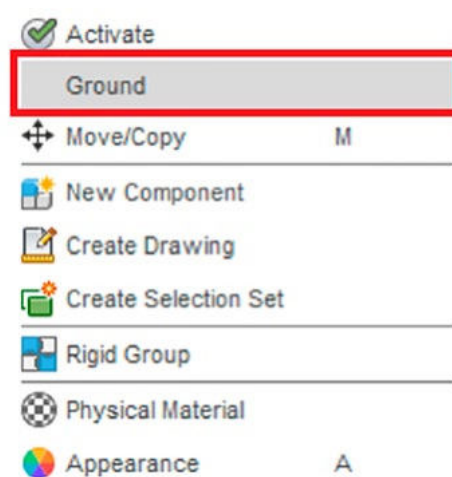 Activate
Ground
Move/Copy M
New Component
Create Drawing
Create Selection Set
Rigid Group
Physical Material
Appearance A